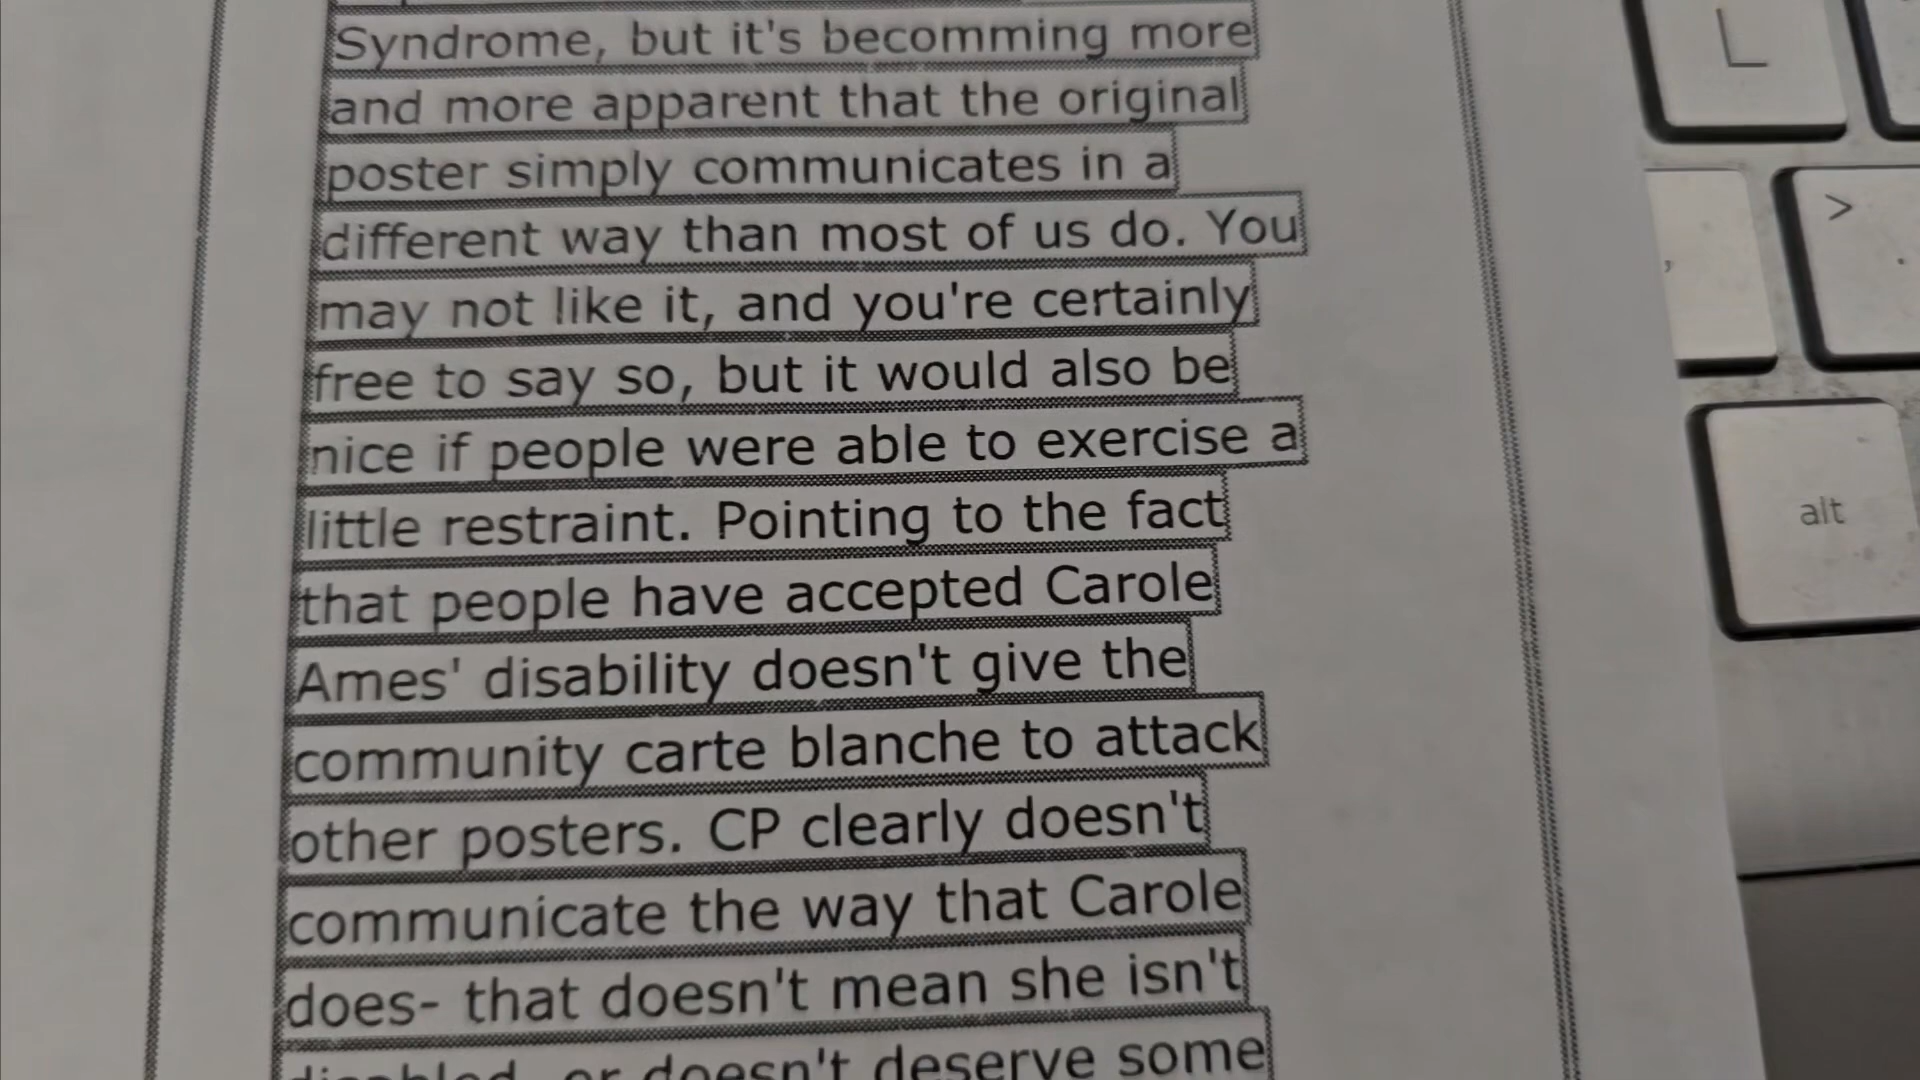 Syndrome, but it's becomming more
and more apparent that the original
poster simply communicates in a
different way than most of us do. You
may not like it, and you're certainly
free to say so, but it would also be
nice if people were able to exercise a
little restraint. Pointing to the fact
that people have accepted Carole
Ames' disability doesn't give the
community carte blanche to attack
other posters. CP clearly doesn't
communicate the way that Carole
does- that doesn't mean she isn't
disabled, or doesn't deserve some
L
,
>
.
alt